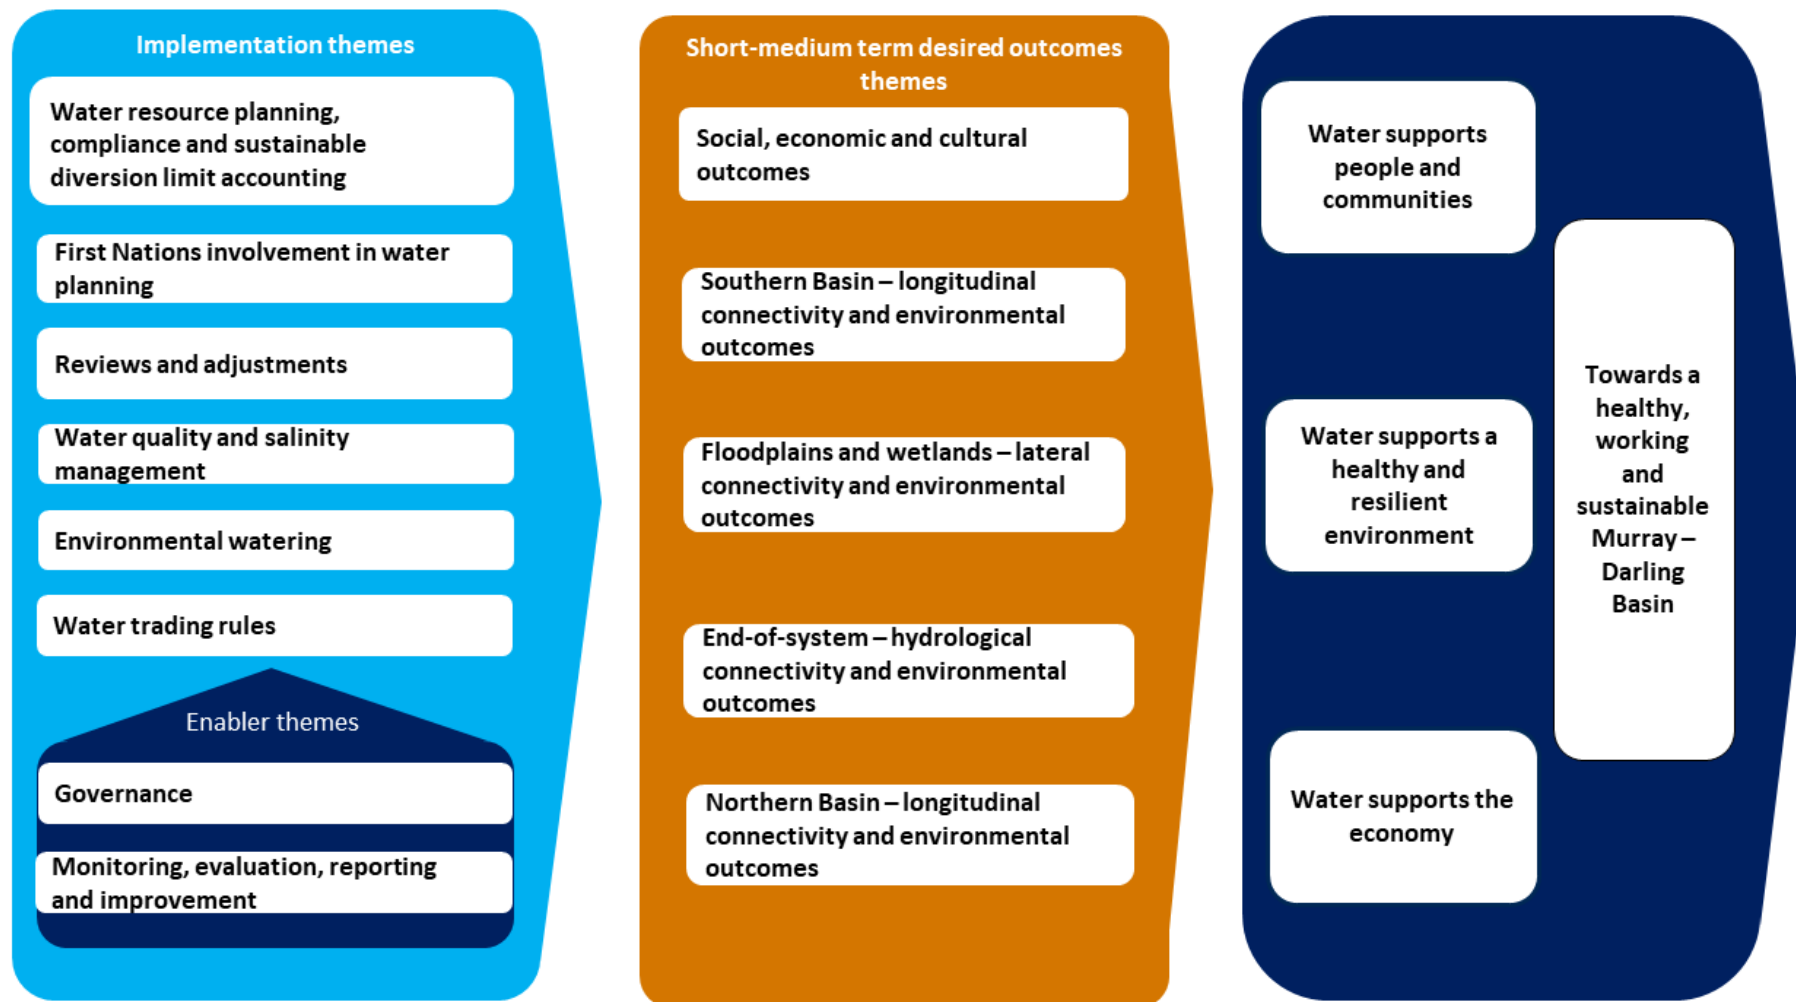 Implementation themes
Water resource planning,
compliance and sustainable
diversion limit accounting
First Nations involvement in water
planning
Reviews and adjustments
Water quality and salinity
management
Environmental watering
Water trading rules
Enabler themes
Governance
Monitoring, evaluation, reporting
and improvement
Short-medium term desired outcomes
themes
Social, economic and cultural
outcomes
Southern Basin – longitudinal
connectivity and environmental
outcomes
Floodplains and wetlands – lateral
connectivity and environmental
outcomes
End-of-system – hydrological
connectivity and environmental
outcomes
Northern Basin – longitudinal
connectivity and environmental
outcomes
Water supports
people and
communities
Water supports a
healthy and
resilient
environment
Water supports the
economy
Towards a
healthy,
working
and
sustainable
Murray –
Darling
Basin